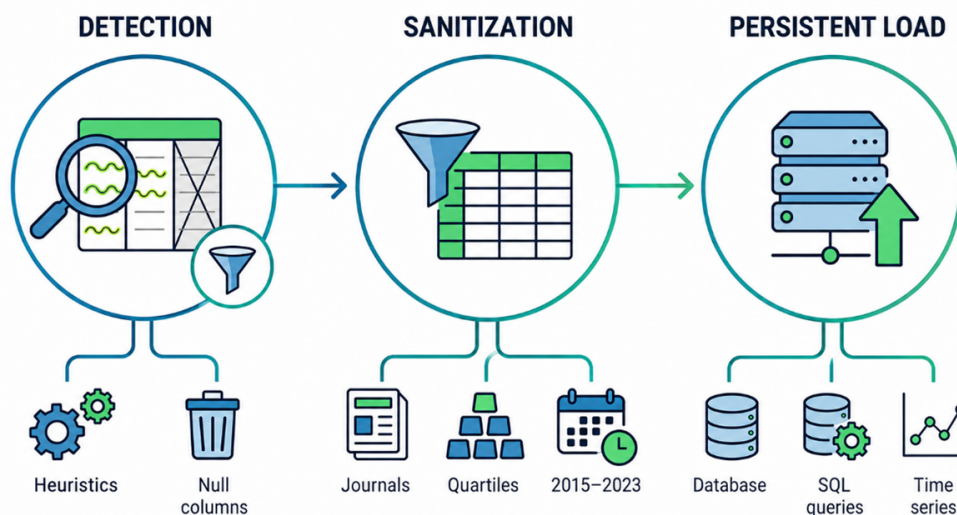 DETECTION
SANITIZATION
PERSISTENT LOAD
Heuristics
Null
columns
Journals
Quartiles
2015–2023
Database
SQL
queries
Time
series